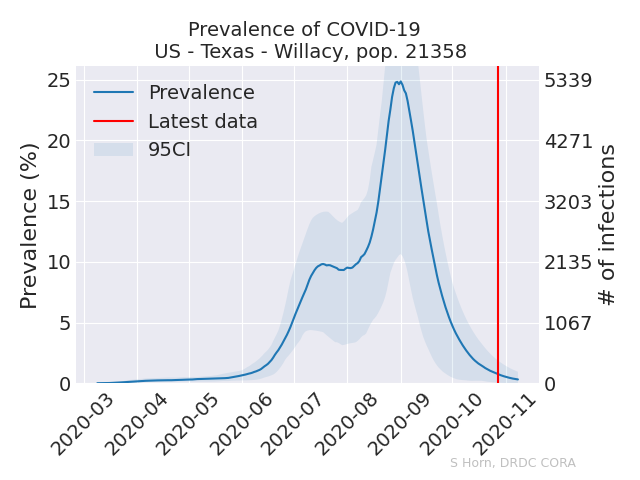 Prevalence of COVID-19
US - Texas - Willacy, pop. 21358
Prevalence
Latest data
95CI
Prevalence (%)
25
20
15
10
5
0
5339
4271
3203
2135
1067
0
# of infections
2020-03
2020-04
2020-05
2020-06
2020-07
2020-08
2020-09
2020-10
2020-11
S Horn, DRDC CORA